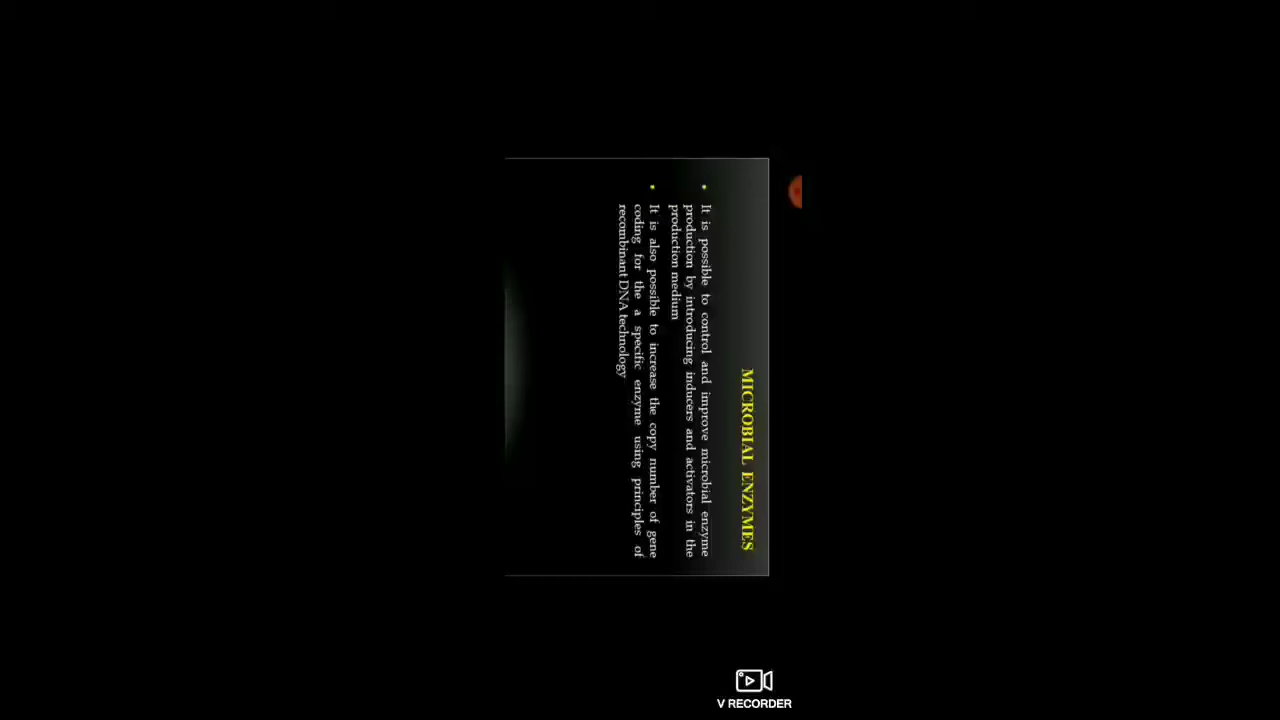 MICROBIAL ENZYMES
• It is possible to control and improve microbial enzyme
production by introducing inducers and activators in the
production medium
• It is also possible to increase the copy number of gene
coding for the a specific enzyme using principles of
recombinant DNA technology
V RECORDER